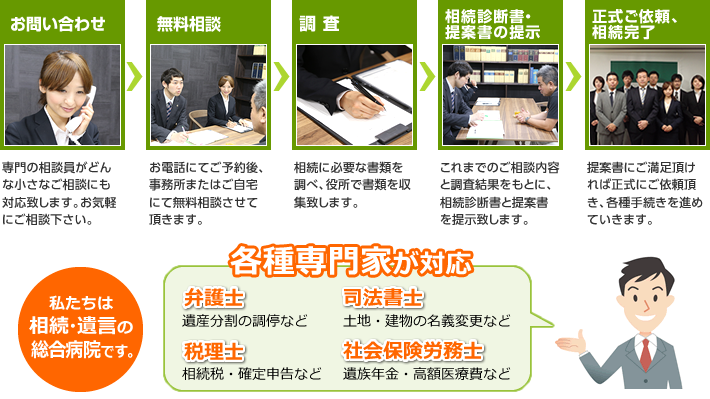 お問い合わせ
無料相談
調 査
相続診断書・
提案書の提示
正式ご依頼、
相続完了
専門の相談員がどん
な小さなご相談にも
対応致します。お気軽
にご相談下さい。
お電話にてご予約後、
事務所またはご自宅
にて無料相談させて
頂きます。
相続に必要な書類を
調べ、役所で書類を収
集致します。
これまでのご相談内容
と調査結果をもとに、
相続診断書と提案書
を提示致します。
提案書にご満足頂け
れば正式にご依頼頂
き、各種手続きを進め
ていきます。
私たちは
相続・遺言の
総合病院です。
各種専門家が対応
弁護士
遺産分割の調停など
司法書士
土地・建物の名義変更など
税理士
相続税・確定申告など
社会保険労務士
遺族年金・高額医療費など